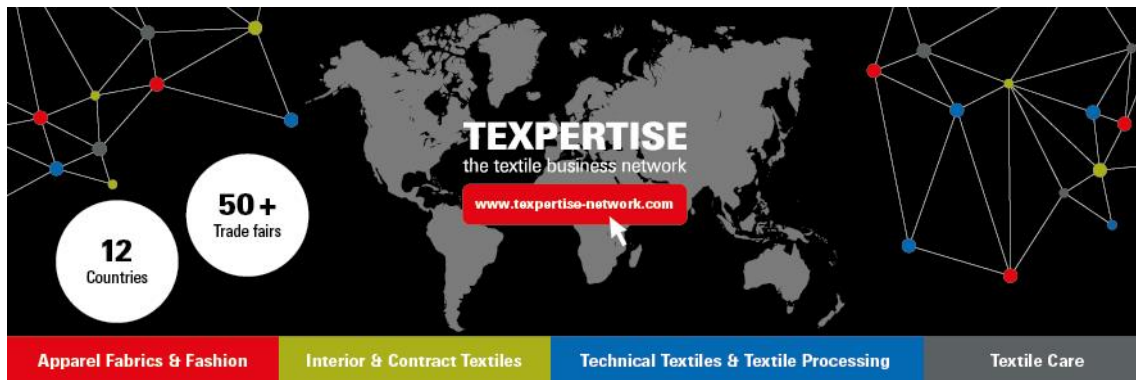 TEXPERTISE
the textile business network
www.texpertise-network.com
50+
Trade fairs
12
Countries
Apparel Fabrics & Fashion
Interior & Contract Textiles
Technical Textiles & Textile Processing
Textile Care